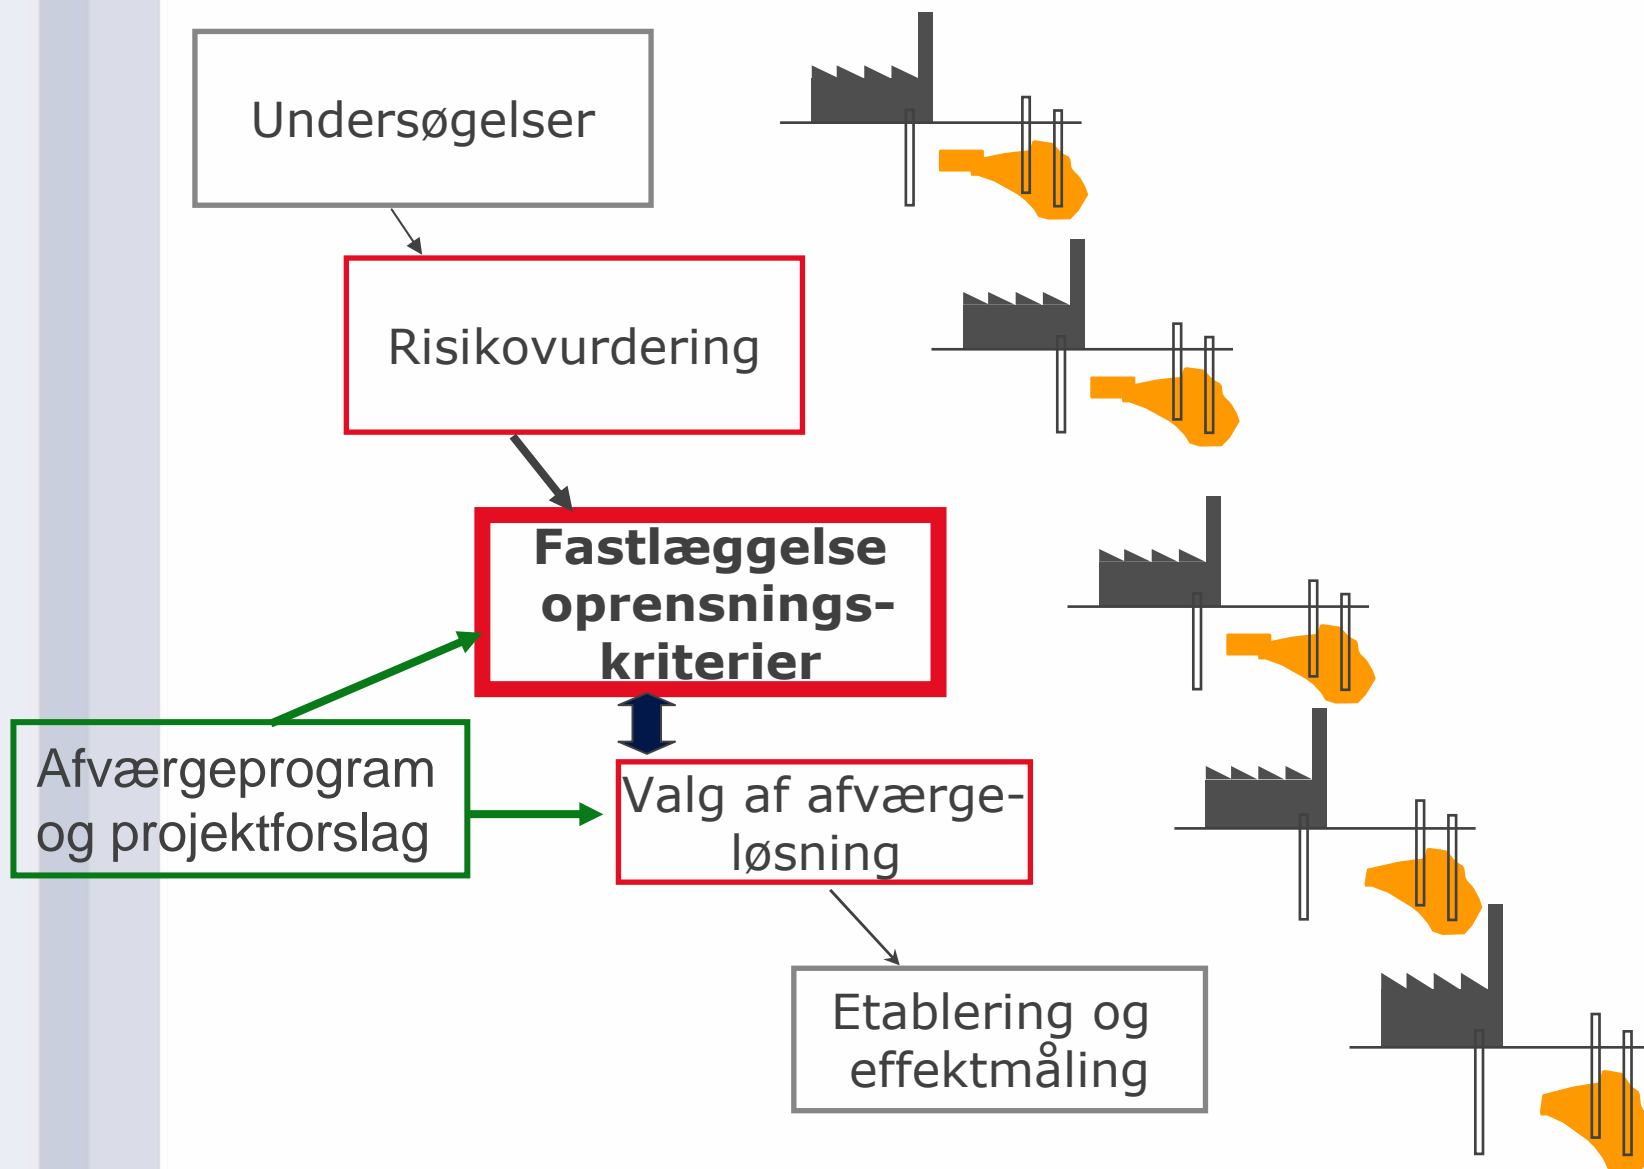 Undersøgelser
Risikovurdering
Fastlæggelse
oprensnings-
kriterier
Afværgeprogram
og projektforslag
Valg af afværge-
løsning
Etablering og
effektmåling